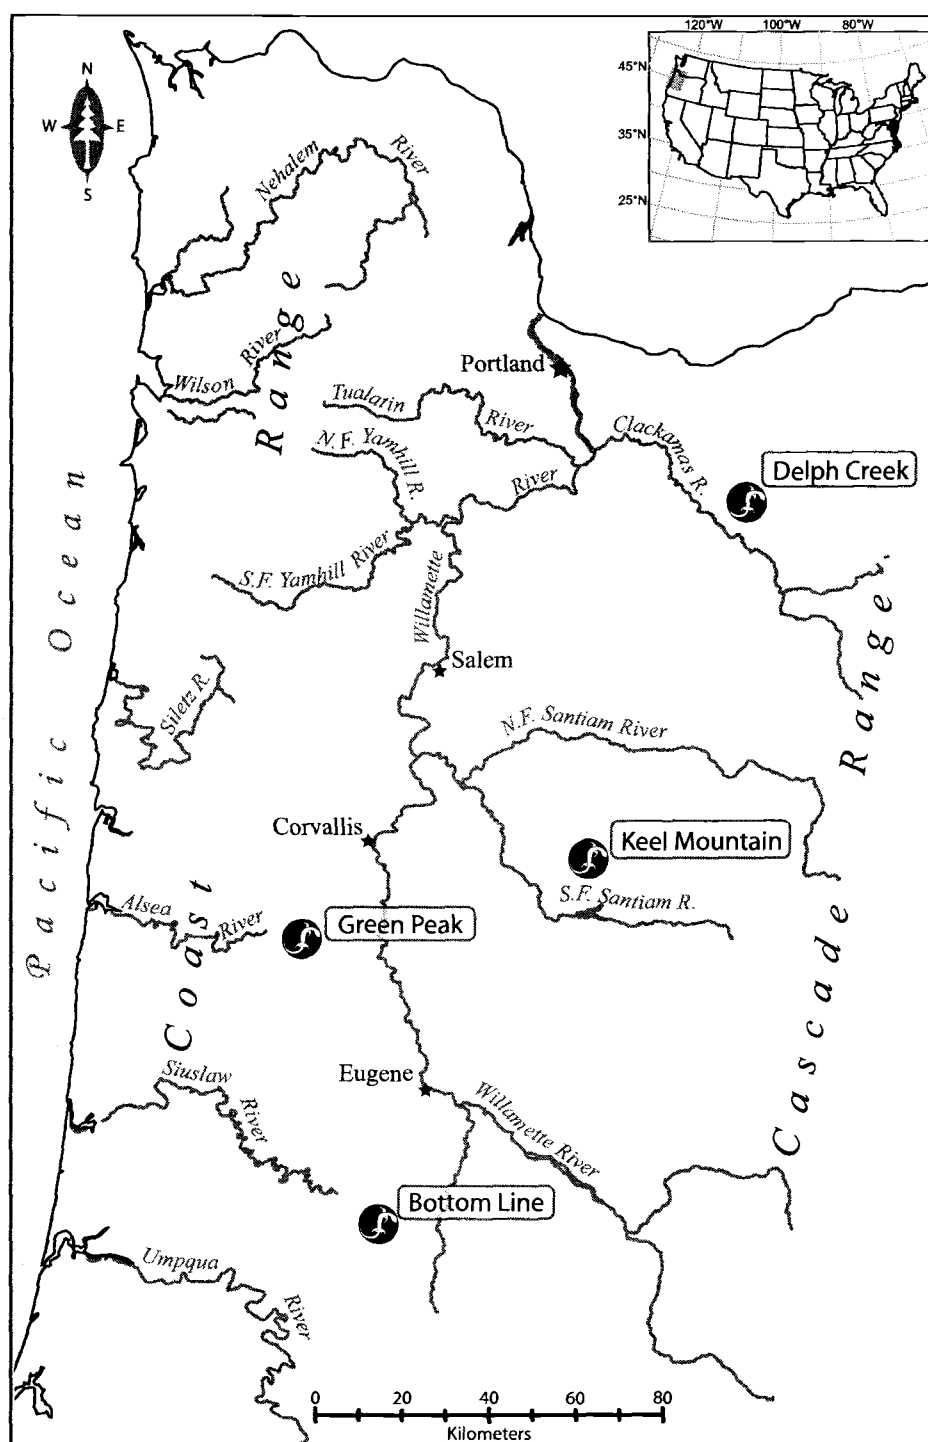 120°W 100°W 80°W
45°N
35°N
25°N
N
W E
S
Nehalem River
Wilson River
Coast Range
Portland
Tualatin River
N.F. Yamhill R.
Clackamas R.
Delph Creek
S.F. Yamhill River
Willamette River
Pacific Ocean
Salem
Siletz R.
N.F. Santiam River
Cascade Range
Corvallis
Keel Mountain
S.F. Santiam R.
Alsea River
Green Peak
Siuslaw River
Eugene
Willamette River
Bottom Line
Umpqua River
0 20 40 60 80
Kilometers